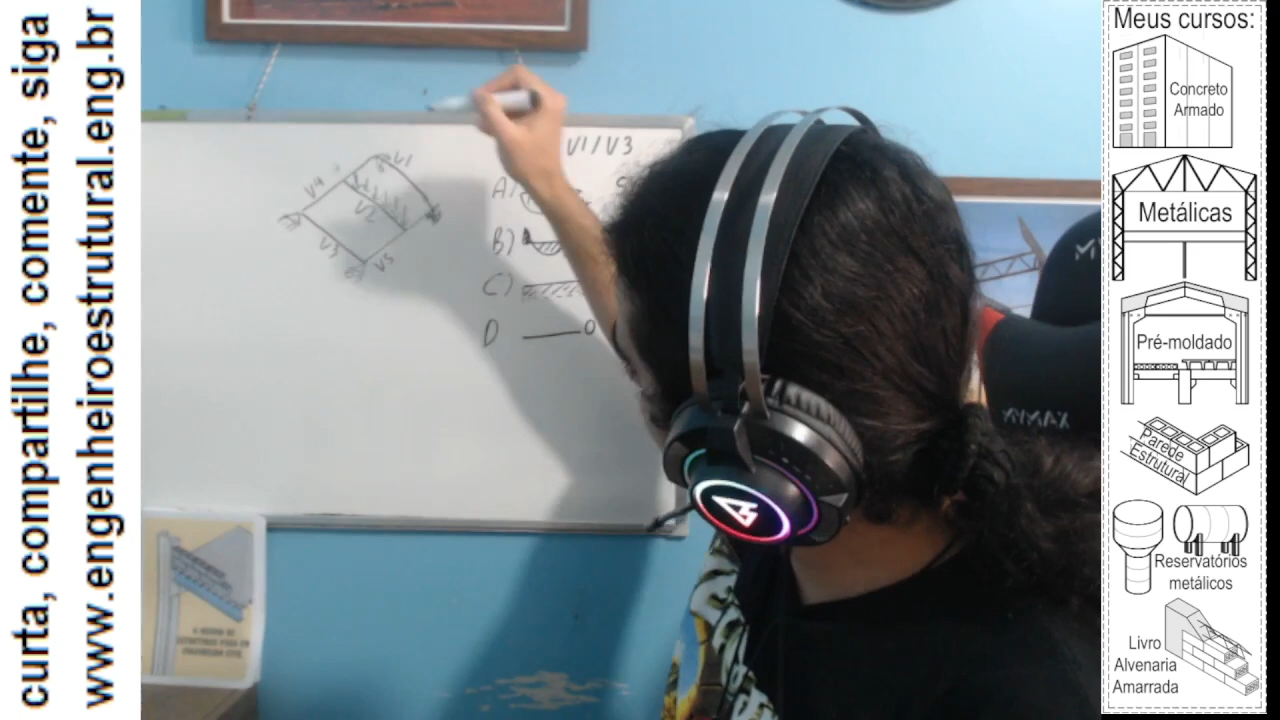 curta, compartilhe, comente, siga
www.engenheiroestrutural.eng.br
V1/V3
A)
B)
C)
D
V4
V1
V2
V3
V5
Meus cursos:
Concreto
Armado
Metálicas
Pré-moldado
Parede
Estrutural
Reservatórios
metálicos
Livro
Alvenaria
Amarrada